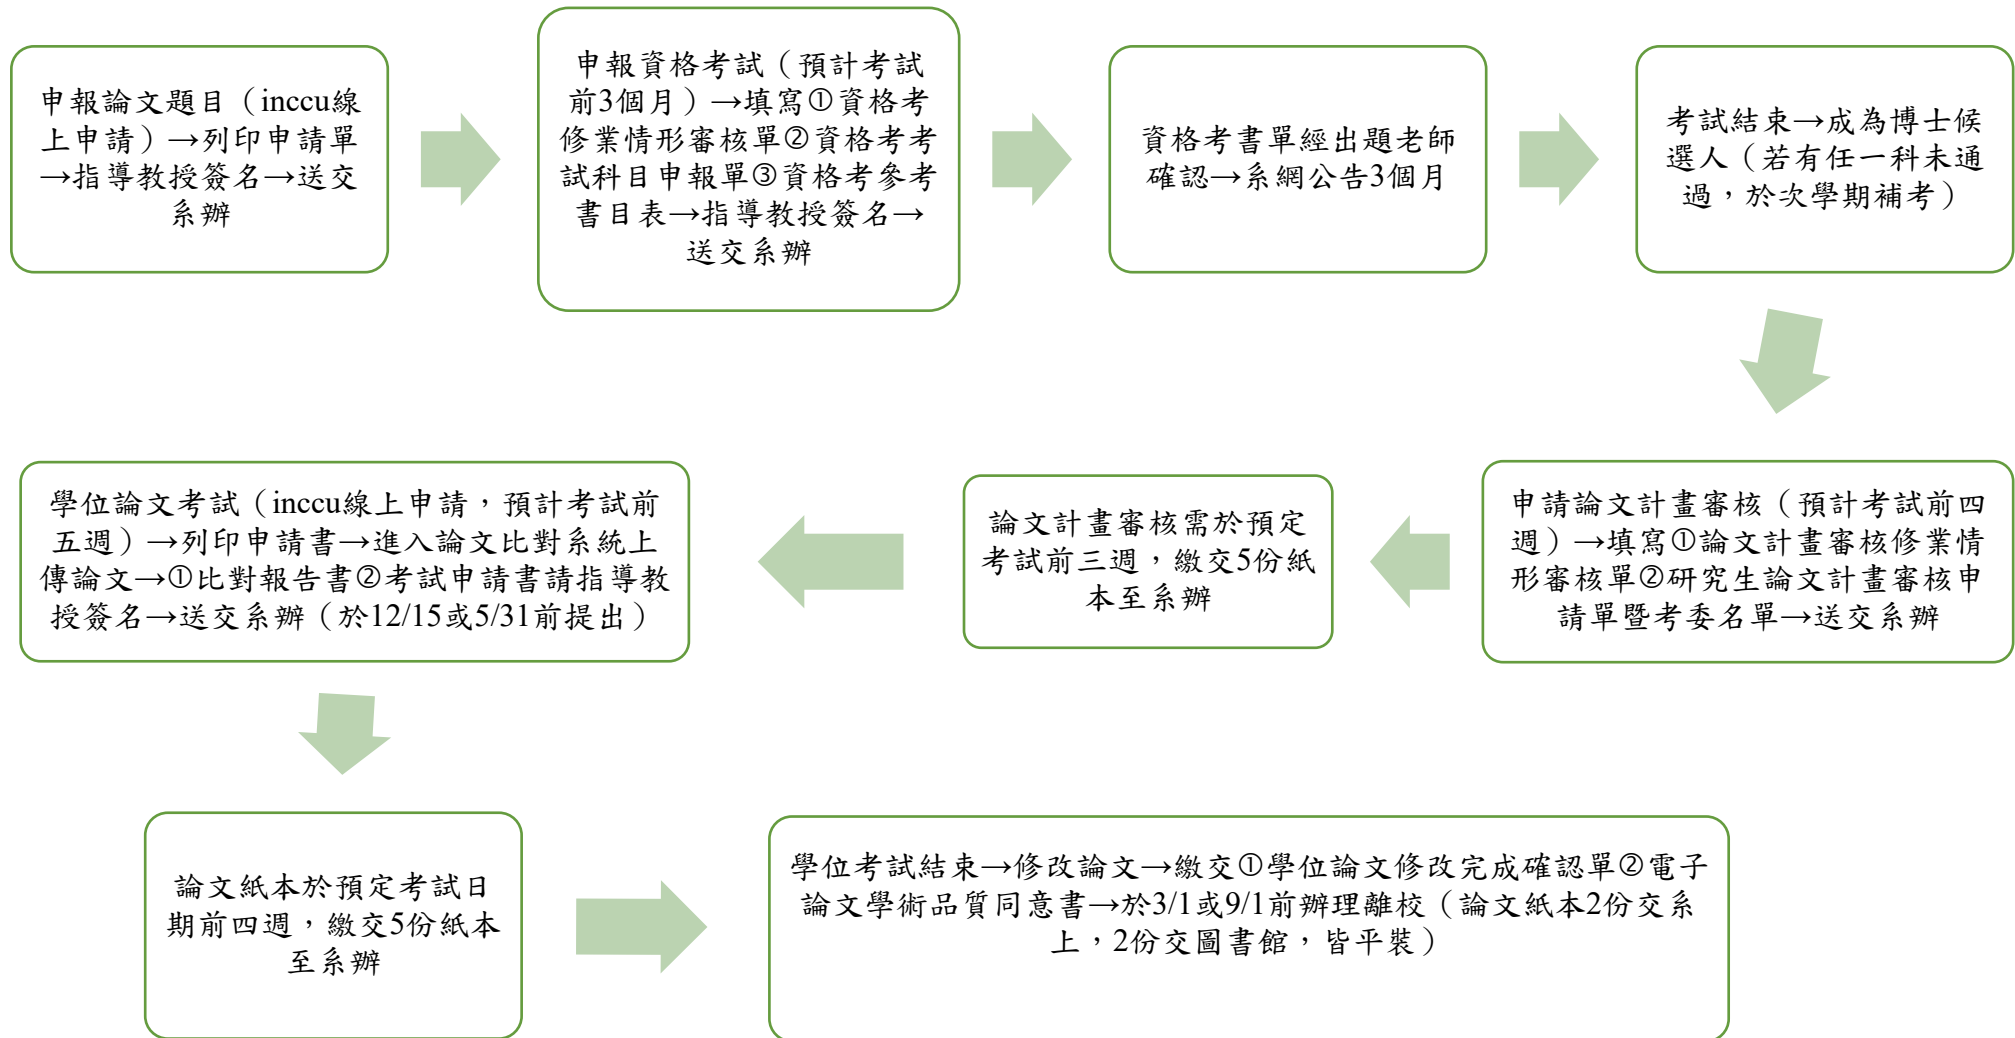 申報論文題目（inccu線
上申請）→列印申請單
→指導教授簽名→送交
系辦
申報資格考試（預計考試
前3個月）→填寫①資格考
修業情形審核單②資格考考
試科目申報單③資格考參考
書目表→指導教授簽名→
送交系辦
資格考書單經出題老師
確認→系網公告3個月
考試結束→成為博士候
選人（若有任一科未通
過，於次學期補考）
申請論文計畫審核（預計考試前四
週）→填寫①論文計畫審核修業情
形審核單②研究生論文計畫審核申
請單暨考委名單→送交系辦
論文計畫審核需於預定
考試前三週，繳交5份紙
本至系辦
學位論文考試（inccu線上申請，預計考試前
五週）→列印申請書→進入論文比對系統上
傳論文→①比對報告書②考試申請書請指導教
授簽名→送交系辦（於12/15或5/31前提出）
論文紙本於預定考試日
期前四週，繳交5份紙本
至系辦
學位考試結束→修改論文→繳交①學位論文修改完成確認單②電子
論文學術品質同意書→於3/1或9/1前辦理離校（論文紙本2份交系
上，2份交圖書館，皆平裝）